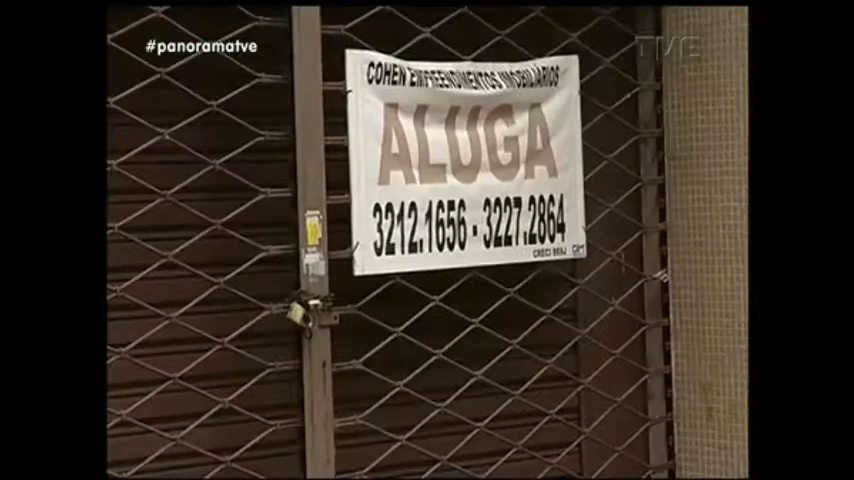 #panoramatve
TVE
COHEN EMPREENDIMENTOS IMOBILIÁRIOS
ALUGA
3212.1656 - 3227.2864